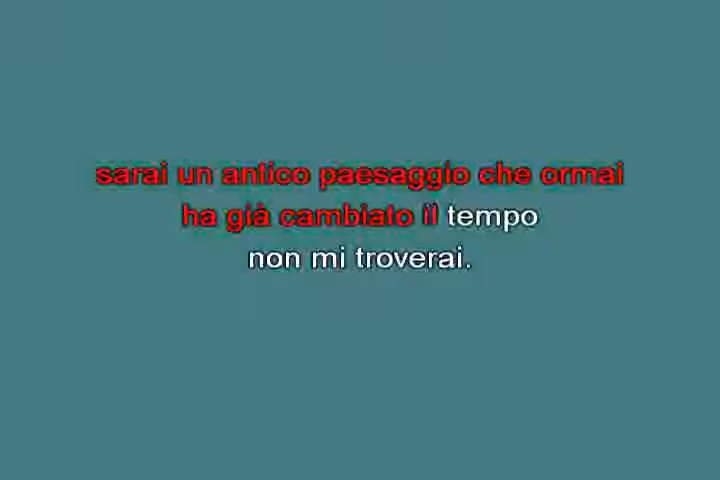 sarai un antico paesaggio che ormai
ha già cambiato il tempo
non mi troverai.